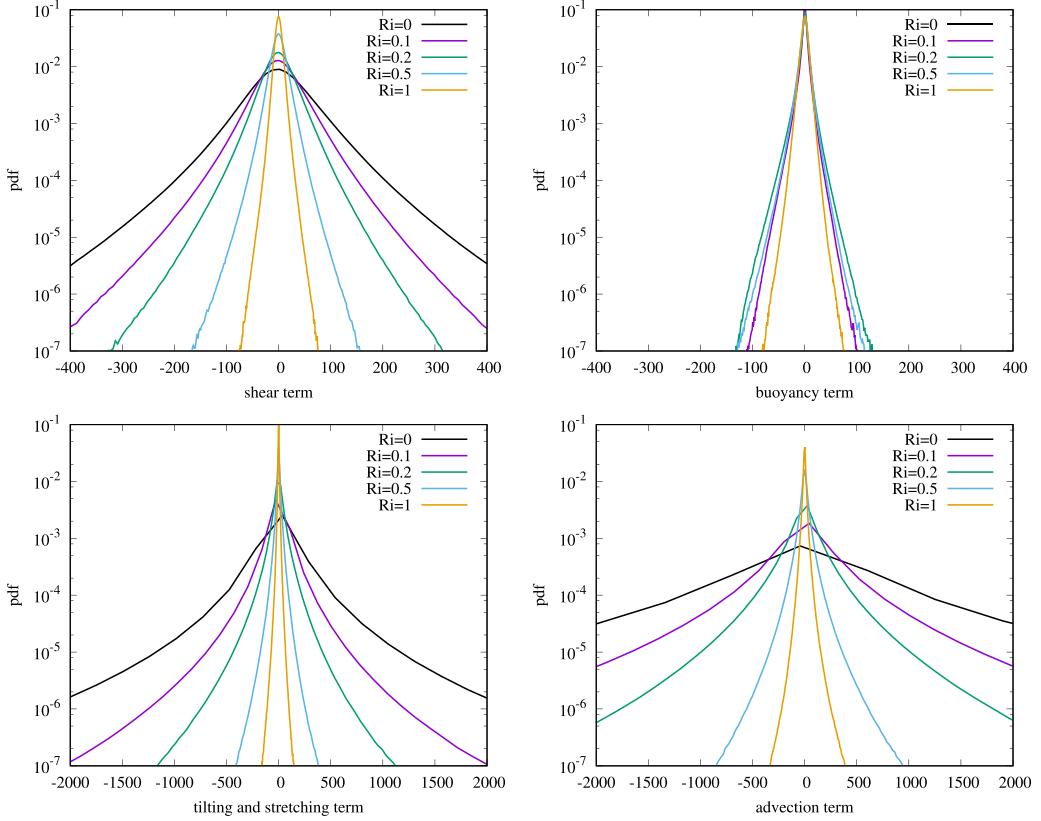 10-1
10-2
10-3
10-4
10-5
10-6
10-7
pdf
-400 -300 -200 -100 0 100 200 300 400
shear term
Ri=0
Ri=0.1
Ri=0.2
Ri=0.5
Ri=1
10-1
10-2
10-3
10-4
10-5
10-6
10-7
pdf
-400 -300 -200 -100 0 100 200 300 400
buoyancy term
Ri=0
Ri=0.1
Ri=0.2
Ri=0.5
Ri=1
10-1
10-2
10-3
10-4
10-5
10-6
10-7
pdf
-2000 -1500 -1000 -500 0 500 1000 1500 2000
tilting and stretching term
Ri=0
Ri=0.1
Ri=0.2
Ri=0.5
Ri=1
10-1
10-2
10-3
10-4
10-5
10-6
10-7
pdf
-2000 -1500 -1000 -500 0 500 1000 1500 2000
advection term
Ri=0
Ri=0.1
Ri=0.2
Ri=0.5
Ri=1